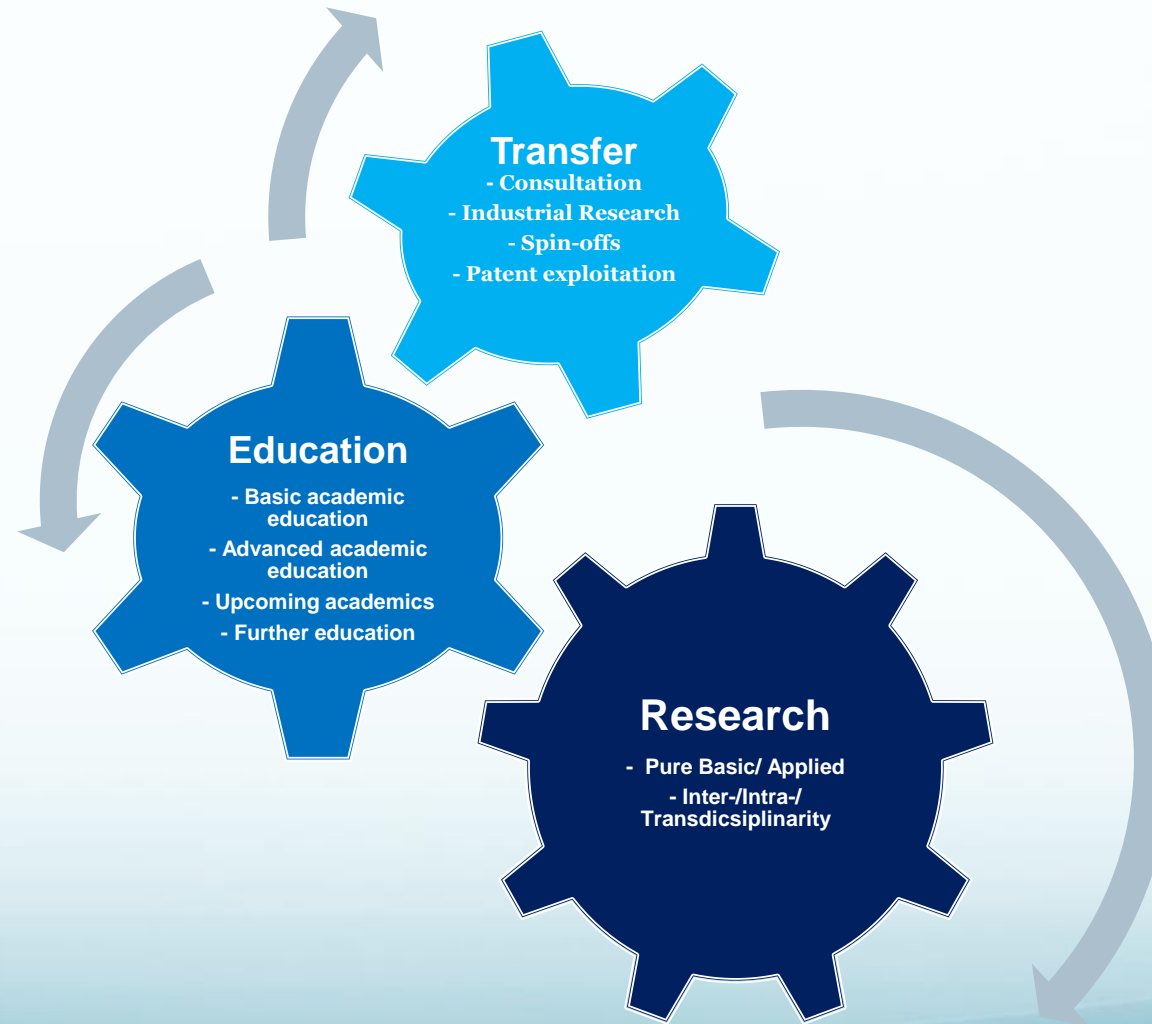 Transfer
- Consultation
- Industrial Research
- Spin-offs
- Patent exploitation
Education
- Basic academic
education
- Advanced academic
education
- Upcoming academics
- Further education
Research
- Pure Basic/ Applied
- Inter-/Intra-/
Transdicsiplinarity